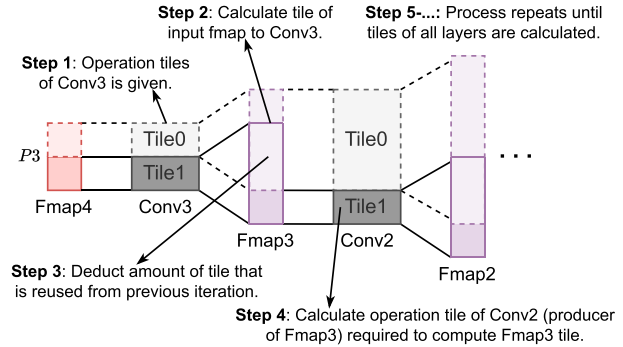 Step 2: Calculate tile of
input fmap to Conv3.
Step 5-...: Process repeats until
tiles of all layers are calculated.
Step 1: Operation tiles
of Conv3 is given.
P3
Tile0
Tile1
Tile0
Tile1
...
Fmap4
Conv3
Fmap3
Conv2
Fmap2
Step 3: Deduct amount of tile that
is reused from previous iteration.
Step 4: Calculate operation tile of Conv2 (producer
of Fmap3) required to compute Fmap3 tile.